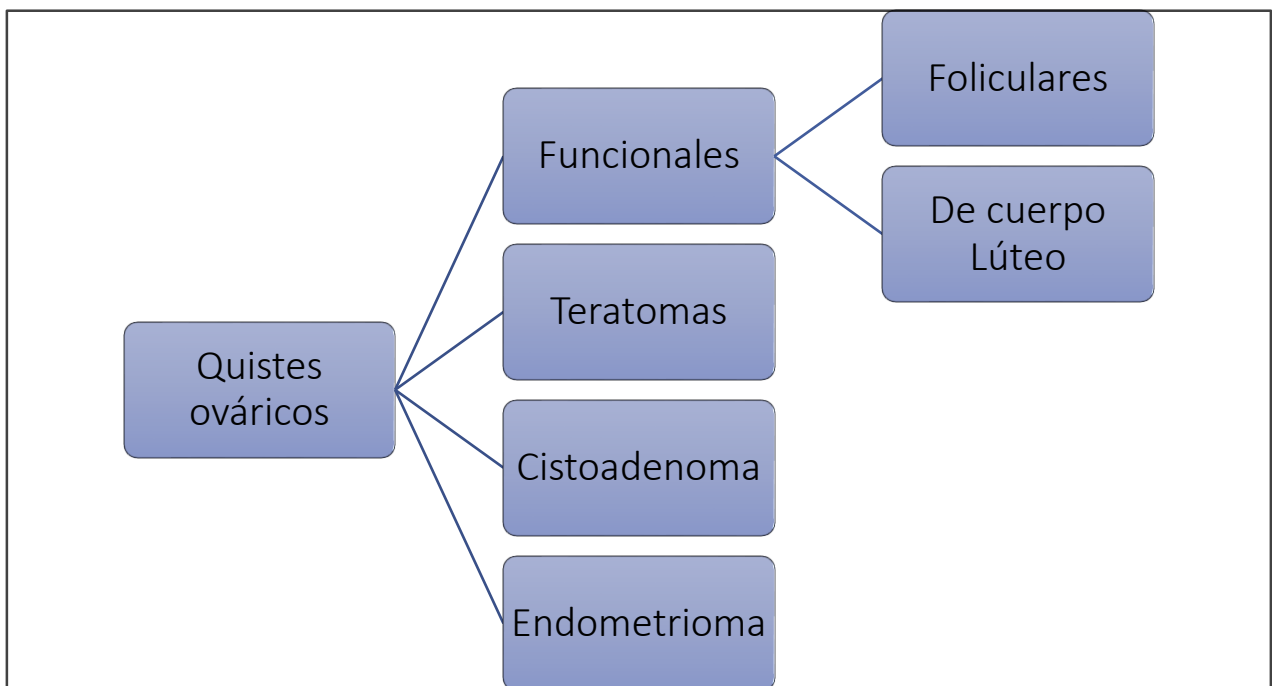 Quistes
ováricos
Funcionales
Foliculares
De cuerpo
Lúteo
Teratomas
Cistoadenoma
Endometrioma